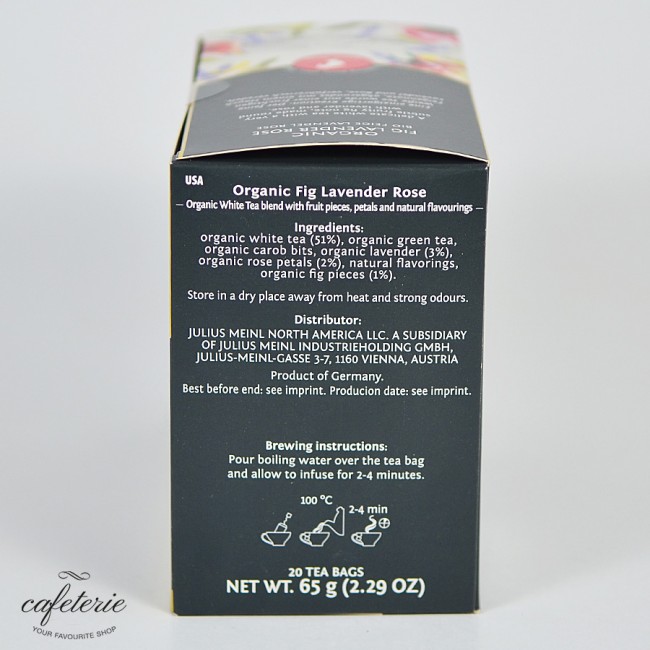 ORGANIC
FIG LAVENDER ROSE
USA
Organic Fig Lavender Rose
Organic White Tea blend with fruit pieces, petals and natural flavourings
Ingredients:
organic white tea (51%), organic green tea,
organic carob bits, organic lavender (3%),
organic rose petals (2%), natural flavorings,
organic fig pieces (1%).
Store in a dry place away from heat and strong odours.
Distributor:
JULIUS MEINL NORTH AMERICA LLC. A SUBSIDIARY
OF JULIUS MEINL INDUSTRIEHOLDING GMBH,
JULIUS-MEINL-GASSE 3-7, 1160 VIENNA, AUSTRIA
Product of Germany.
Best before end: see imprint. Producion date: see imprint.
Brewing instructions:
Pour boiling water over the tea bag
and allow to infuse for 2-4 minutes.
100 °C
2-4 min
20 TEA BAGS
NET WT. 65 g (2.29 OZ)
cafeterie
YOUR FAVOURITE SHOP